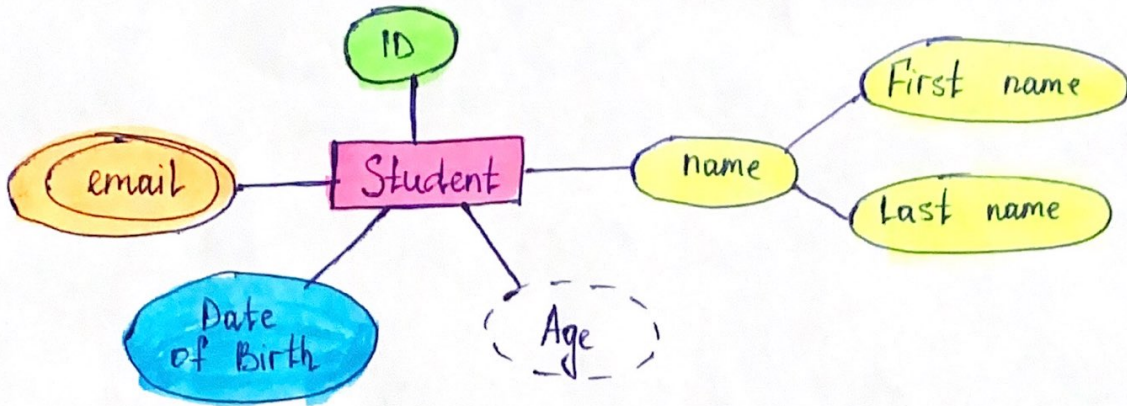 ID
First name
email
Student
name
Last name
Date
of Birth
Age